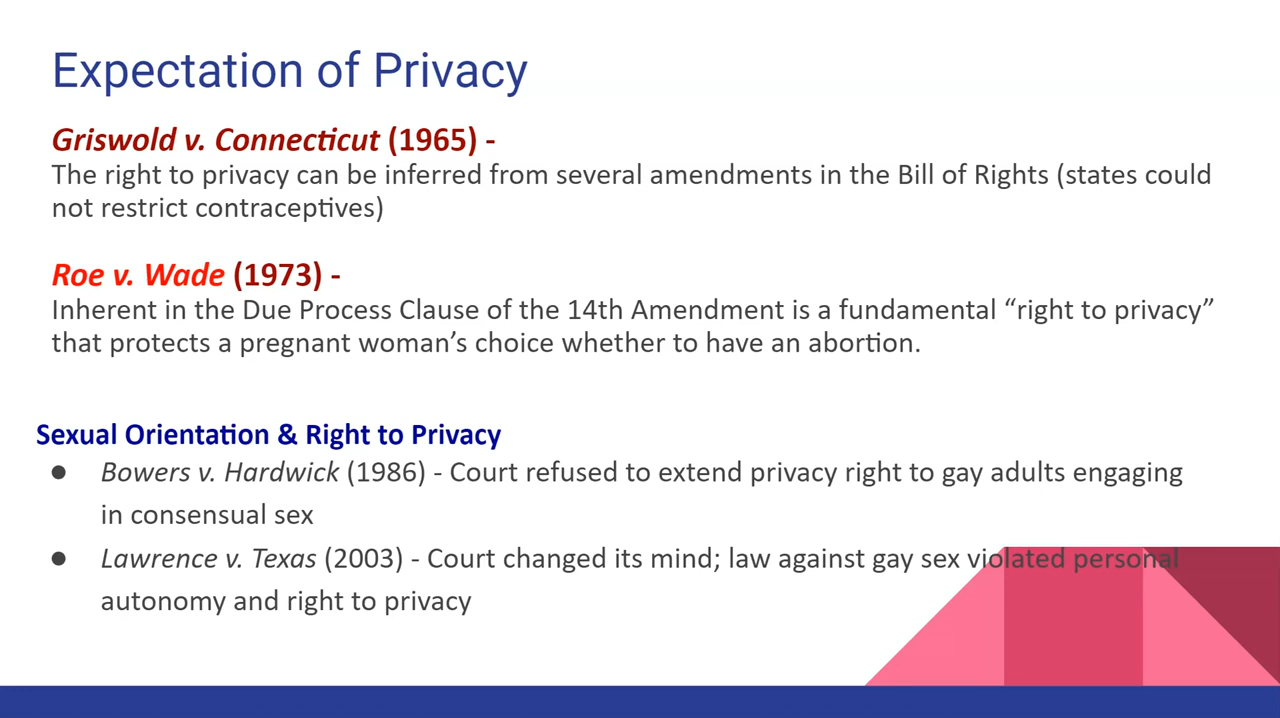 Expectation of Privacy
Griswold v. Connecticut (1965) -
The right to privacy can be inferred from several amendments in the Bill of Rights (states could
not restrict contraceptives)
Roe v. Wade (1973) -
Inherent in the Due Process Clause of the 14th Amendment is a fundamental “right to privacy”
that protects a pregnant woman’s choice whether to have an abortion.
Sexual Orientation & Right to Privacy
● Bowers v. Hardwick (1986) - Court refused to extend privacy right to gay adults engaging
in consensual sex
● Lawrence v. Texas (2003) - Court changed its mind; law against gay sex violated personal
autonomy and right to privacy